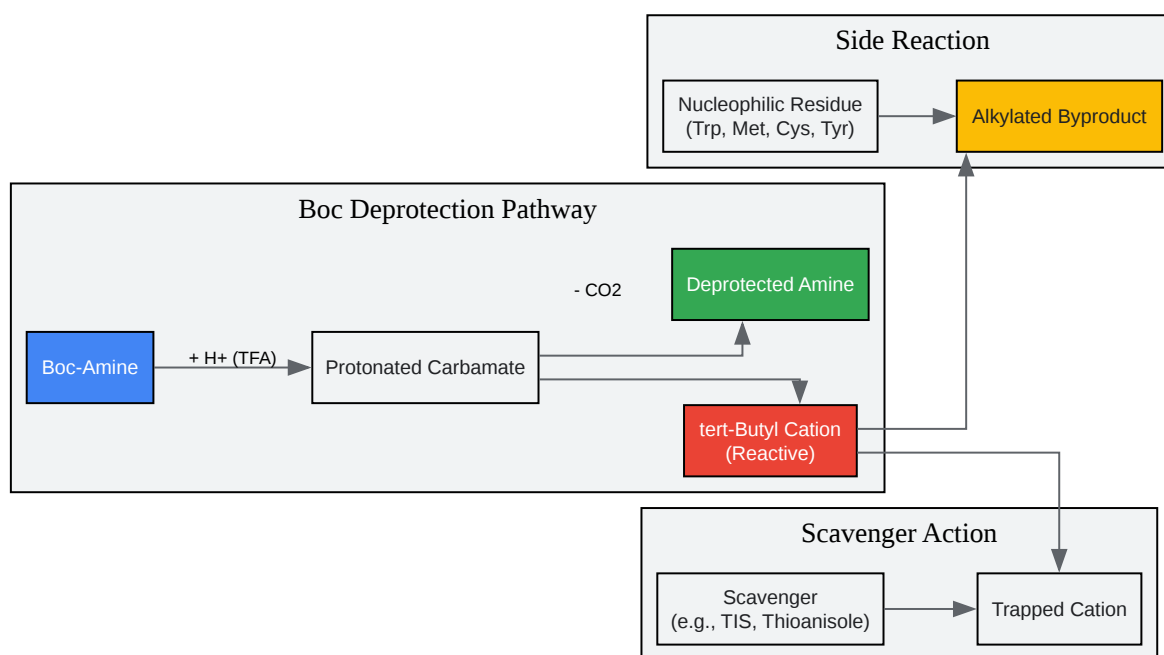 Side Reaction
Nucleophilic Residue
(Trp, Met, Cys, Tyr)
Alkylated Byproduct
Boc Deprotection Pathway
- CO2
Deprotected Amine
Boc-Amine
+ H+ (TFA)
Protonated Carbamate
tert-Butyl Cation
(Reactive)
Scavenger Action
Scavenger
(e.g., TIS, Thioanisole)
Trapped Cation